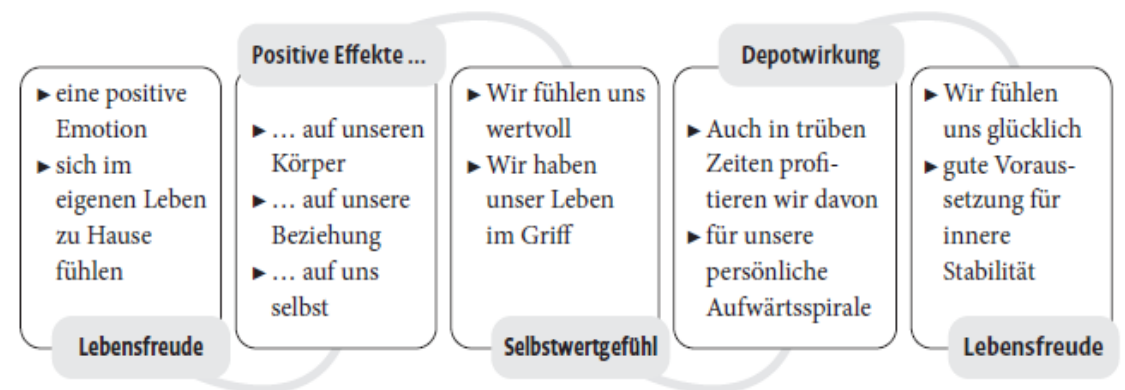 ▶ eine positive
Emotion
▶ sich im
eigenen Leben
zu Hause
fühlen
Lebensfreude
Positive Effekte ...
▶ … auf unseren
Körper
▶ … auf unsere
Beziehung
▶ … auf uns
selbst
▶ Wir fühlen uns
wertvoll
▶ Wir haben
unser Leben
im Griff
Selbstwertgefühl
Depotwirkung
▶ Auch in trüben
Zeiten profi-
tieren wir davon
▶ für unsere
persönliche
Aufwärtsspirale
▶ Wir fühlen
uns glücklich
▶ gute Voraus-
setzung für
innere
Stabilität
Lebensfreude